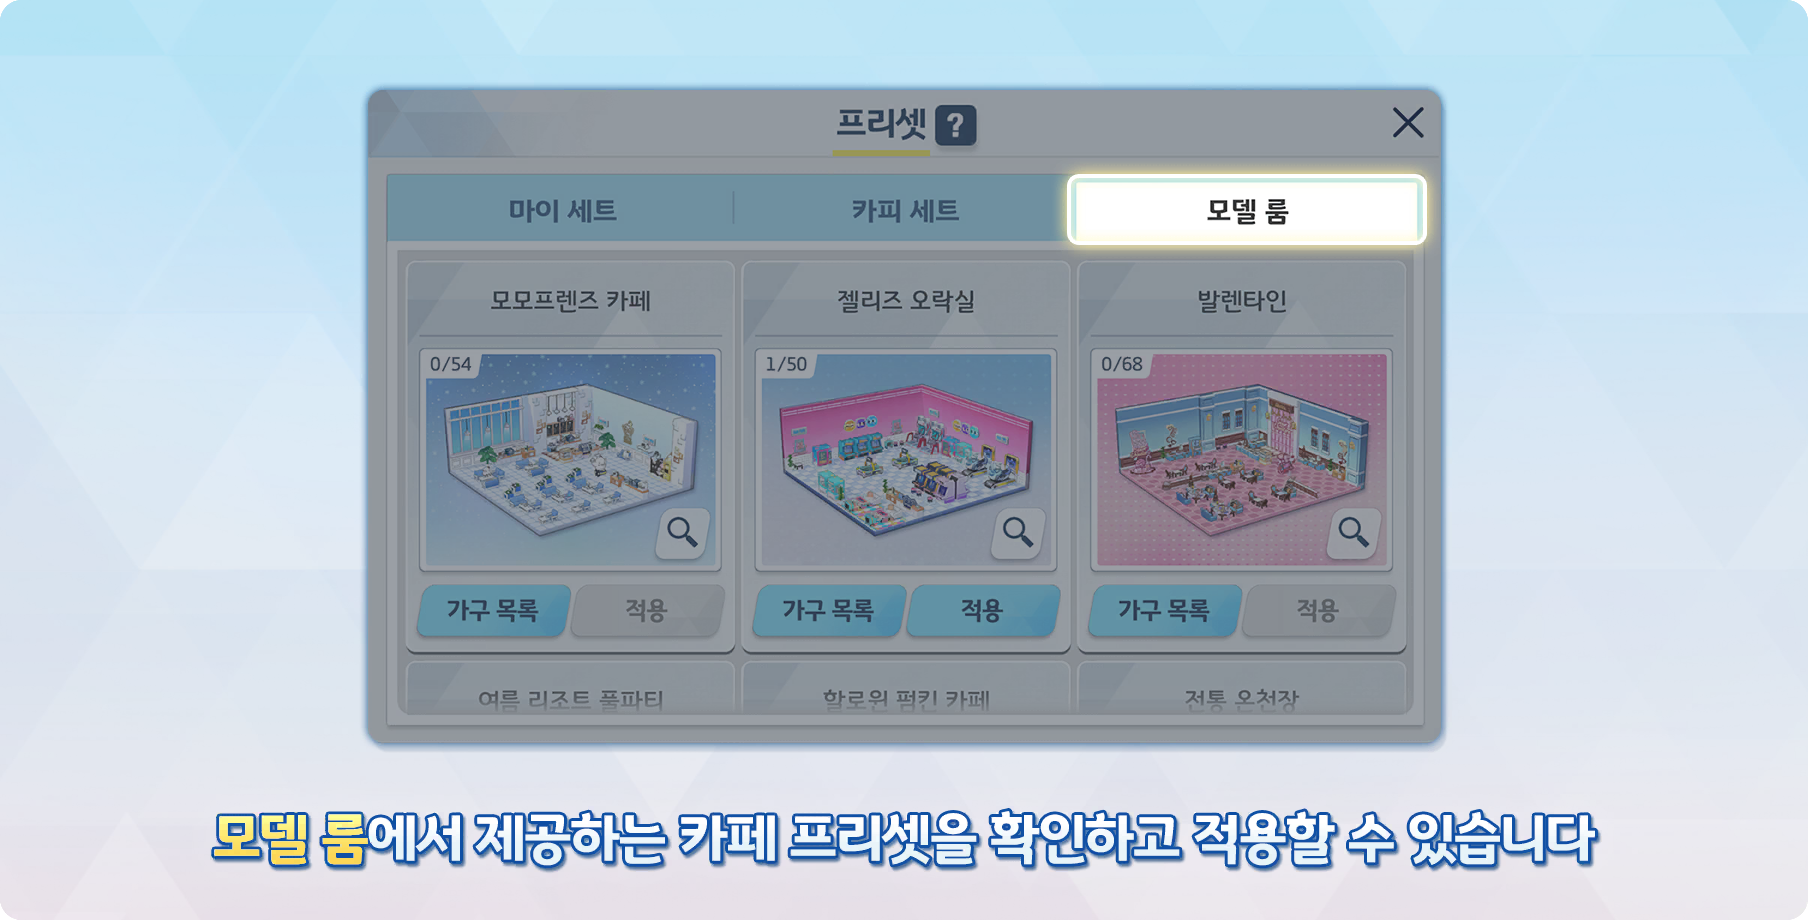 프리셋 ?
마이 세트
카피 세트
모델 룸
모모프렌즈 카페
젤리즈 오락실
발렌타인
0/54
1/50
0/68
가구 목록
적용
가구 목록
적용
가구 목록
적용
여름 리조트 풀파티
할로윈 펌킨 카페
전통 온천장
모델 룸에서 제공하는 카페 프리셋을 확인하고 적용할 수 있습니다